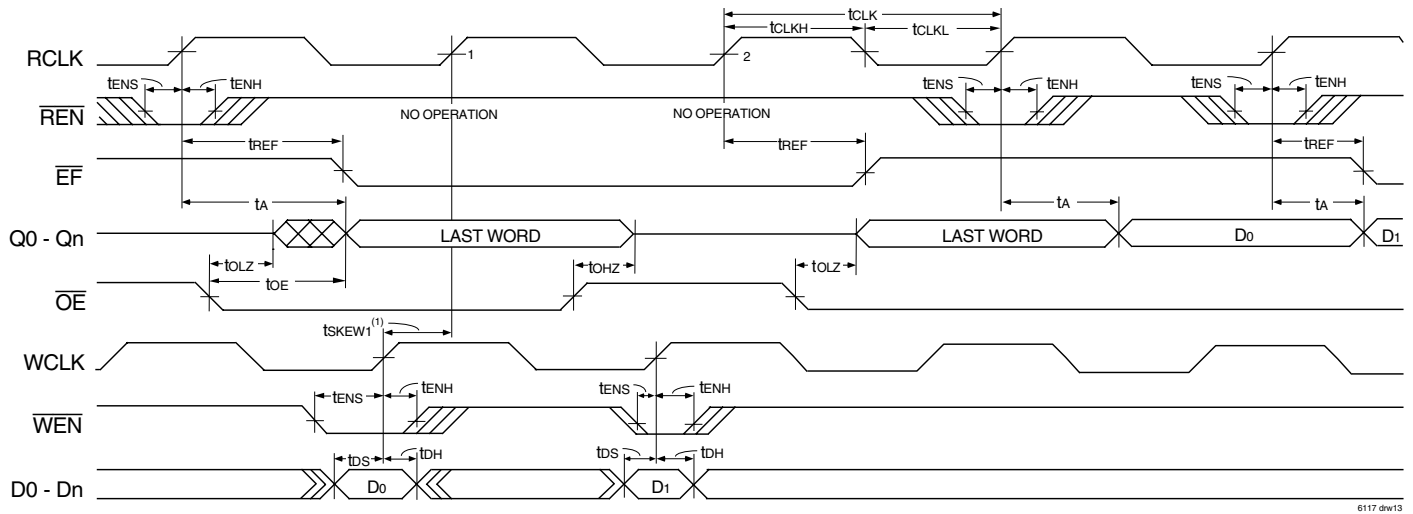 tCLK
tCLKH tCLKL
RCLK 1 2
tENS tENH tENS tENH tENS tENH
REN NO OPERATION NO OPERATION
tREF tREF tREF
EF
tA tA tA
Q0 - Qn LAST WORD LAST WORD D0 D1
tOLZ tOHZ tOLZ
tOE
OE
tSKEW1(1)
WCLK
tENS tENH tENS tENH
WEN
tDS tDH tDS tDH
D0 - Dn D0 D1
6117 drw13